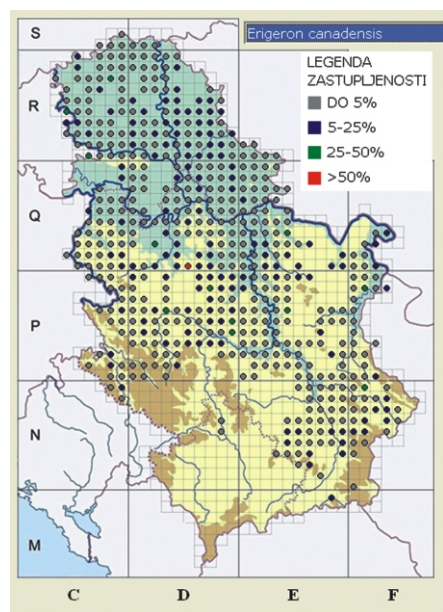 Erigeron canadensis
LEGENDA
ZASTUPLJENOSTI
DO 5%
5-25%
25-50%
>50%
S
R
Q
P
N
M
C D E F